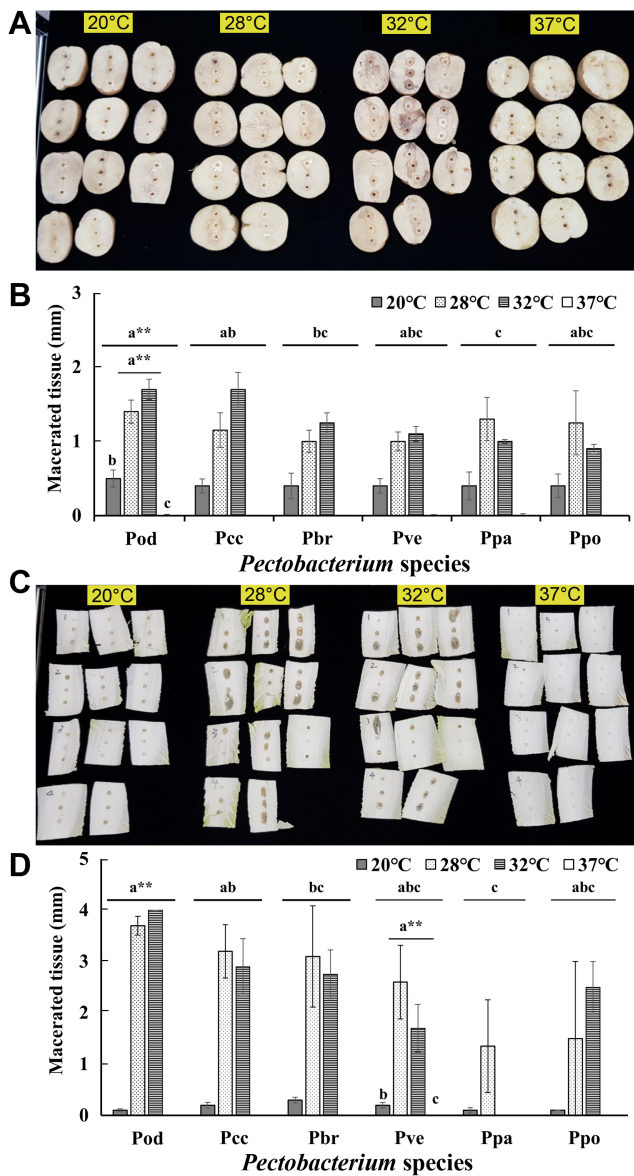 A
20°C 28°C 32°C 37°C
B
3
2
1
0
Macerated tissue (mm)
20℃ 28℃ 32℃ 37℃
a** ab bc abc c abc
a**
b
c
Pod Pcc Pbr Pve Ppa Ppo
Pectobacterium species
C
20°C 28°C 32°C 37°C
D
5
4
3
2
1
0
Macerated tissue (mm)
20℃ 28℃ 32℃ 37℃
a** ab bc abc c abc
a**
b c
Pod Pcc Pbr Pve Ppa Ppo
Pectobacterium species